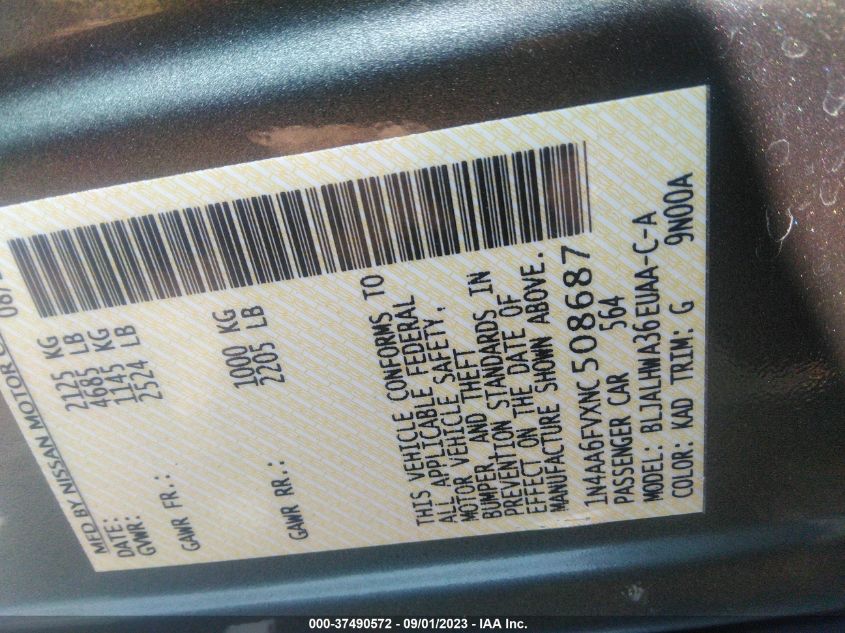 MFD BY NISSAN MOTOR
DATE: 08/
GVWR: 2125 KG
4685 LB
GAWR FR.: 1145 KG
2524 LB
GAWR RR.: 1000 KG
2205 LB
THIS VEHICLE CONFORMS TO
ALL APPLICABLE FEDERAL
MOTOR VEHICLE SAFETY,
BUMPER AND THEFT
PREVENTION STANDARDS IN
EFFECT ON THE DATE OF
MANUFACTURE SHOWN ABOVE.
1N4AA6FVXNC508687
PASSENGER CAR 564
MODEL: BLJALHWA36EUAA-C-A
COLOR: KAD TRIM: G 9N00A
000-37490572 - 09/01/2023 - IAA Inc.